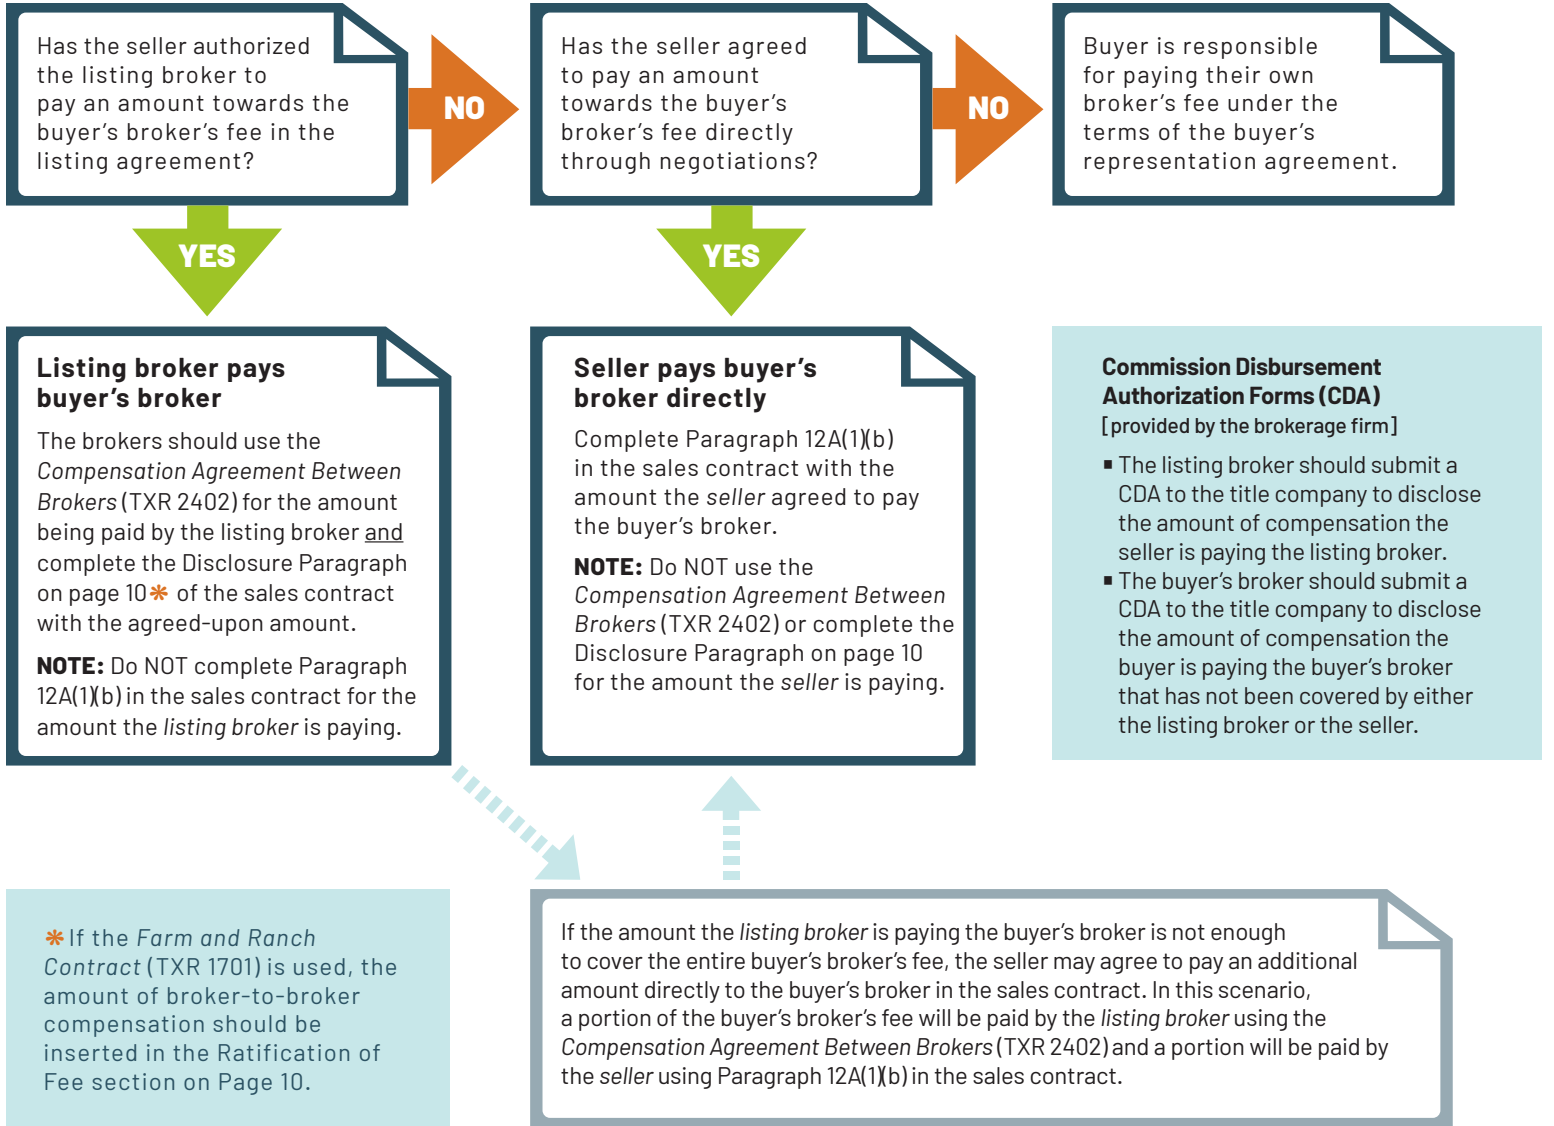 Has the seller authorized
the listing broker to
pay an amount towards the
buyer's broker's fee in the
listing agreement?
NO
Has the seller agreed
to pay an amount
towards the buyer's
broker's fee directly
through negotiations?
NO
Buyer is responsible
for paying their own
broker's fee under the
terms of the buyer's
representation agreement.
YES
YES
Listing broker pays
buyer's broker
The brokers should use the
Compensation Agreement Between
Brokers (TXR 2402) for the amount
being paid by the listing broker and
complete the Disclosure Paragraph
on page 10* of the sales contract
with the agreed-upon amount.
NOTE: Do NOT complete Paragraph
12A(1)(b) in the sales contract for the
amount the listing broker is paying.
Seller pays buyer's
broker directly
Complete Paragraph 12A(1)(b)
in the sales contract with the
amount the seller agreed to pay
the buyer's broker.
NOTE: Do NOT use the
Compensation Agreement Between
Brokers (TXR 2402) or complete the
Disclosure Paragraph on page 10
for the amount the seller is paying.
Commission Disbursement
Authorization Forms (CDA)
[provided by the brokerage firm]
▪ The listing broker should submit a
CDA to the title company to disclose
the amount of compensation the
seller is paying the listing broker.
▪ The buyer's broker should submit a
CDA to the title company to disclose
the amount of compensation the
buyer is paying the buyer's broker
that has not been covered by either
the listing broker or the seller.
* If the Farm and Ranch
Contract (TXR 1701) is used, the
amount of broker-to-broker
compensation should be
inserted in the Ratification of
Fee section on Page 10.
If the amount the listing broker is paying the buyer's broker is not enough
to cover the entire buyer's broker's fee, the seller may agree to pay an additional
amount directly to the buyer's broker in the sales contract. In this scenario,
a portion of the buyer's broker's fee will be paid by the listing broker using the
Compensation Agreement Between Brokers (TXR 2402) and a portion will be paid by
the seller using Paragraph 12A(1)(b) in the sales contract.